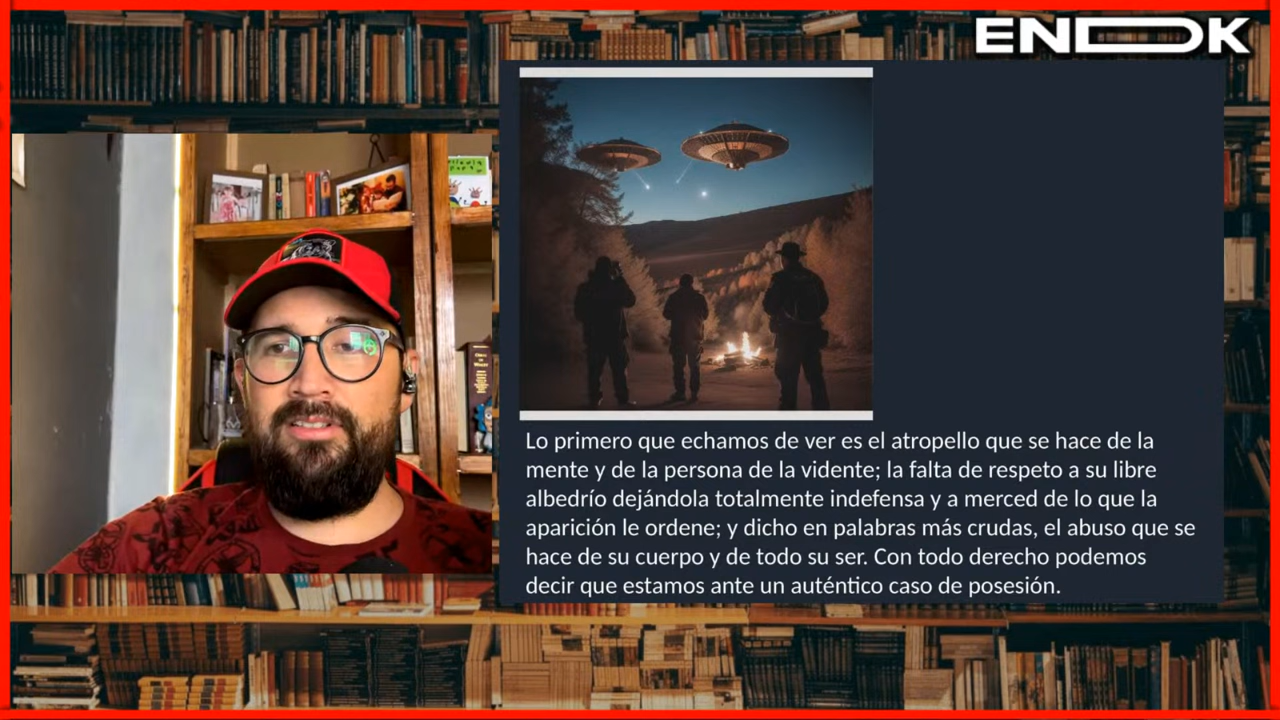 ENDK
Lo primero que echamos de ver es el atropello que se hace de la
mente y de la persona de la vidente; la falta de respeto a su libre
albedrío dejándola totalmente indefensa y a merced de lo que la
aparición le ordene; y dicho en palabras más crudas, el abuso que se
hace de su cuerpo y de todo su ser. Con todo derecho podemos
decir que estamos ante un auténtico caso de posesión.